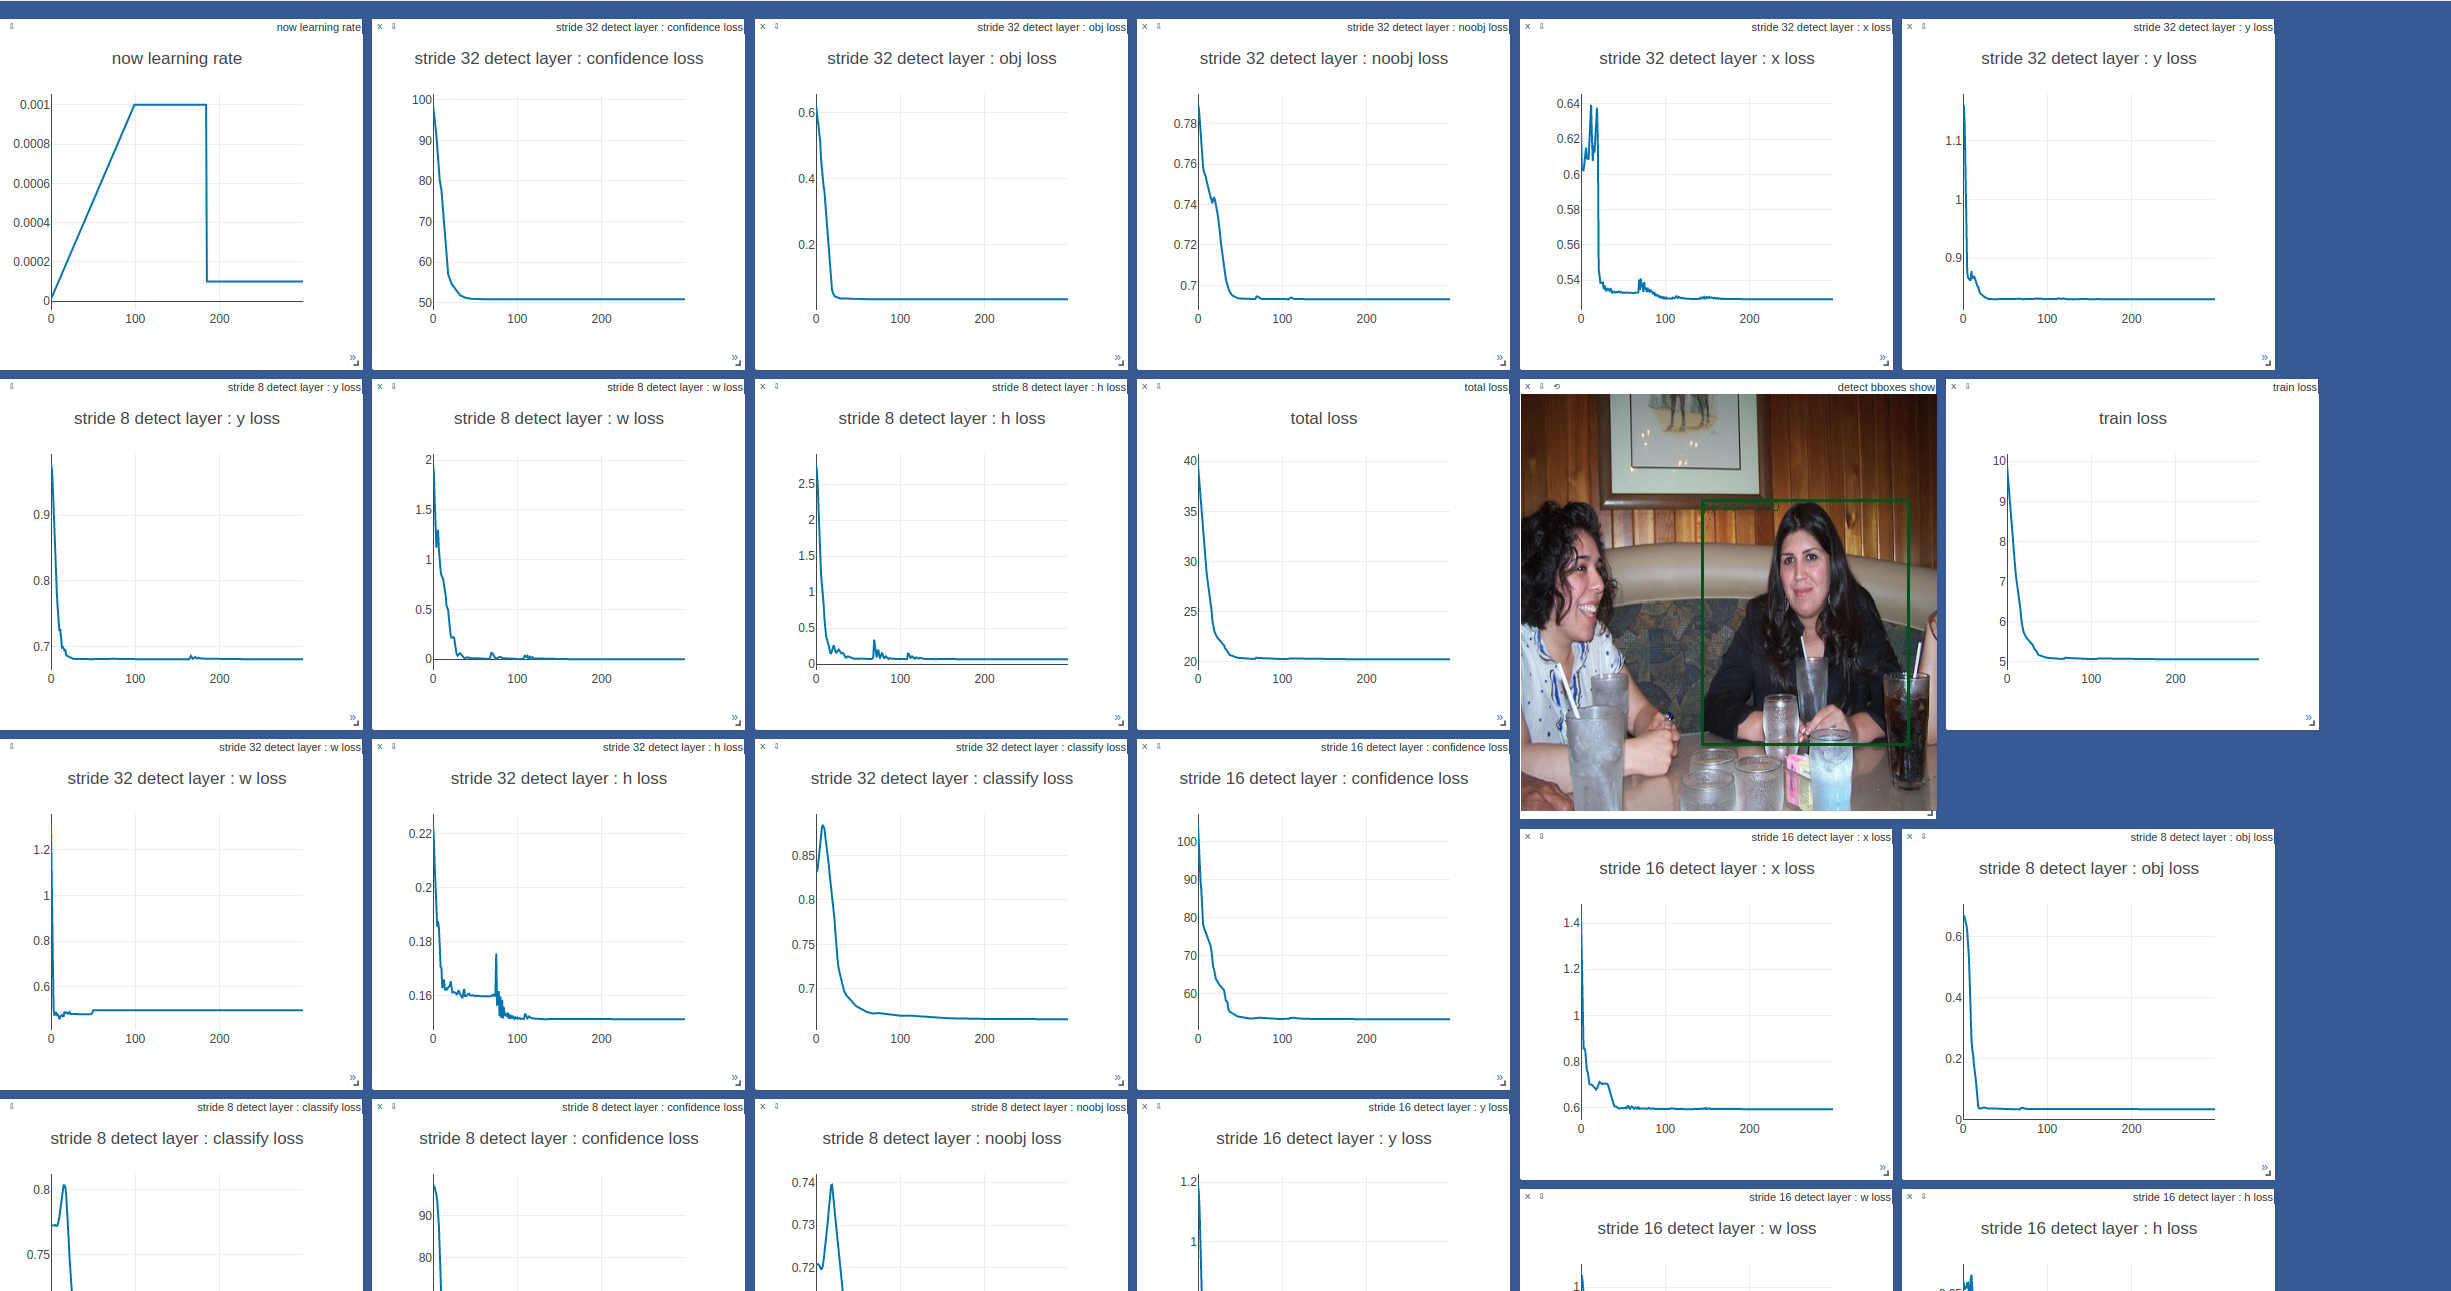 now learning rate
now learning rate
0.001
0.0008
0.0006
0.0004
0.0002
0
0 100 200
X stride 32 detect layer : confidence loss
stride 32 detect layer : confidence loss
100
90
80
70
60
50
0 100 200
X stride 32 detect layer : obj loss
stride 32 detect layer : obj loss
0.6
0.4
0.2
0 100 200
X stride 32 detect layer : noobj loss
stride 32 detect layer : noobj loss
0.78
0.76
0.74
0.72
0.7
0 100 200
X stride 32 detect layer : x loss
stride 32 detect layer : x loss
0.64
0.62
0.6
0.58
0.56
0.54
0 100 200
X stride 32 detect layer : y loss
stride 32 detect layer : y loss
1.1
1
0.9
0 100 200
stride 8 detect layer : y loss
stride 8 detect layer : y loss
0.9
0.8
0.7
0 100 200
X stride 8 detect layer : w loss
stride 8 detect layer : w loss
2
1.5
1
0.5
0
0 100 200
X stride 8 detect layer : h loss
stride 8 detect layer : h loss
2.5
2
1.5
1
0.5
0
0 100 200
X total loss
total loss
40
35
30
25
20
0 100 200
X detect bboxes show
X train loss
train loss
10
9
8
7
6
5
0 100 200
stride 32 detect layer : w loss
stride 32 detect layer : w loss
1.2
1
0.8
0.6
0 100 200
X stride 32 detect layer : h loss
stride 32 detect layer : h loss
0.22
0.2
0.18
0.16
0 100 200
X stride 32 detect layer : classify loss
stride 32 detect layer : classify loss
0.85
0.8
0.75
0.7
0 100 200
X stride 16 detect layer : confidence loss
stride 16 detect layer : confidence loss
100
90
80
70
60
0 100 200
X stride 16 detect layer : x loss
stride 16 detect layer : x loss
1.4
1.2
1
0.8
0.6
0 100 200
X stride 8 detect layer : obj loss
stride 8 detect layer : obj loss
0.6
0.4
0.2
0
0 100 200
stride 8 detect layer : classify loss
stride 8 detect layer : classify loss
0.8
0.75
X stride 8 detect layer : confidence loss
stride 8 detect layer : confidence loss
90
80
X stride 8 detect layer : noobj loss
stride 8 detect layer : noobj loss
0.74
0.73
0.72
X stride 16 detect layer : y loss
stride 16 detect layer : y loss
1.2
1
X stride 16 detect layer : w loss
stride 16 detect layer : w loss
1
X stride 16 detect layer : h loss
stride 16 detect layer : h loss